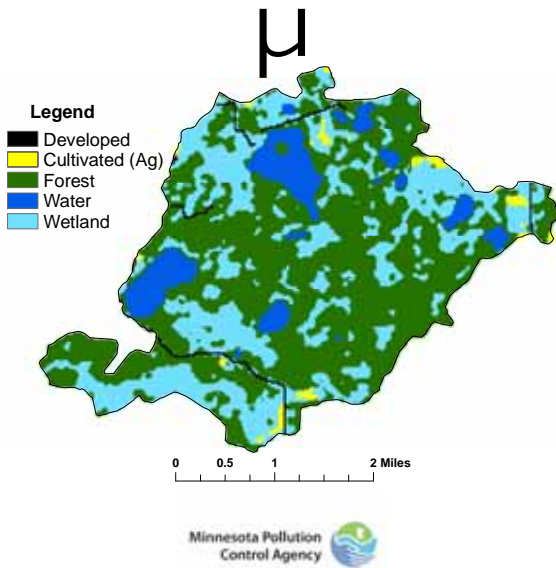 µ
Legend
Developed
Cultivated (Ag)
Forest
Water
Wetland
0 0.5 1 2 Miles
Minnesota Pollution
Control Agency